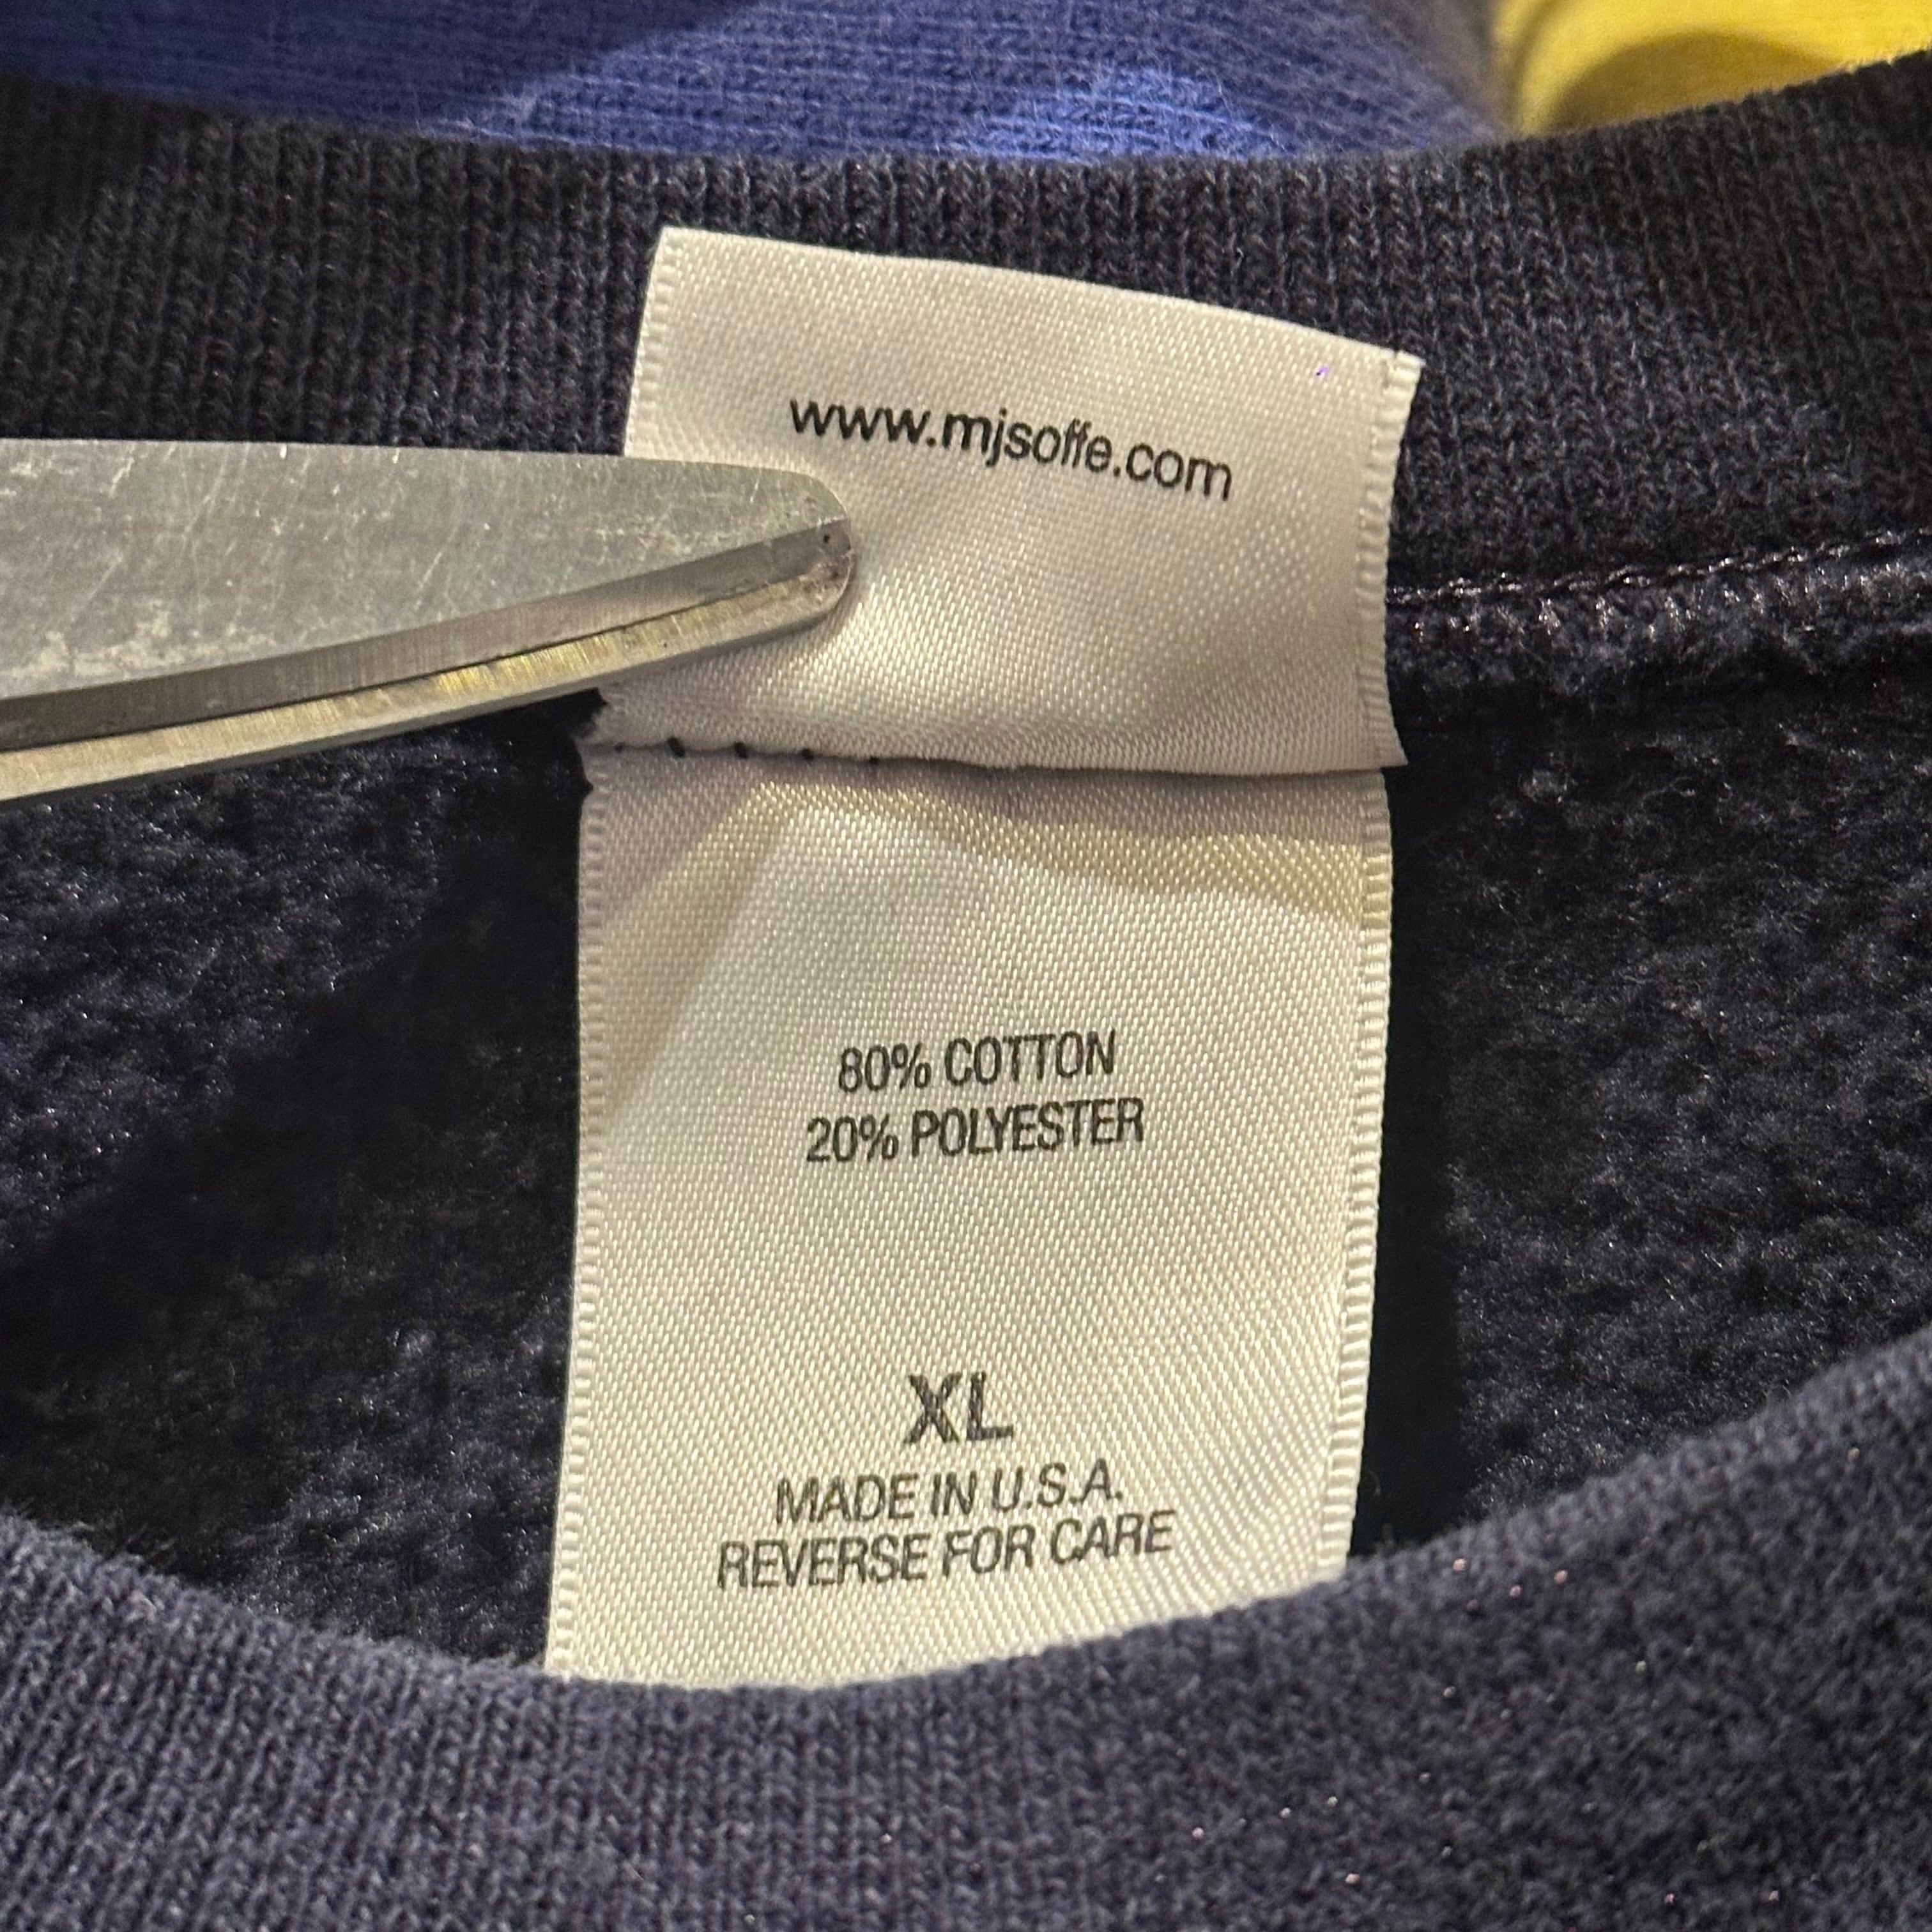 www.mjsoffe.com
80% COTTON
20% POLYESTER
XL
MADE IN U.S.A.
REVERSE FOR CARE